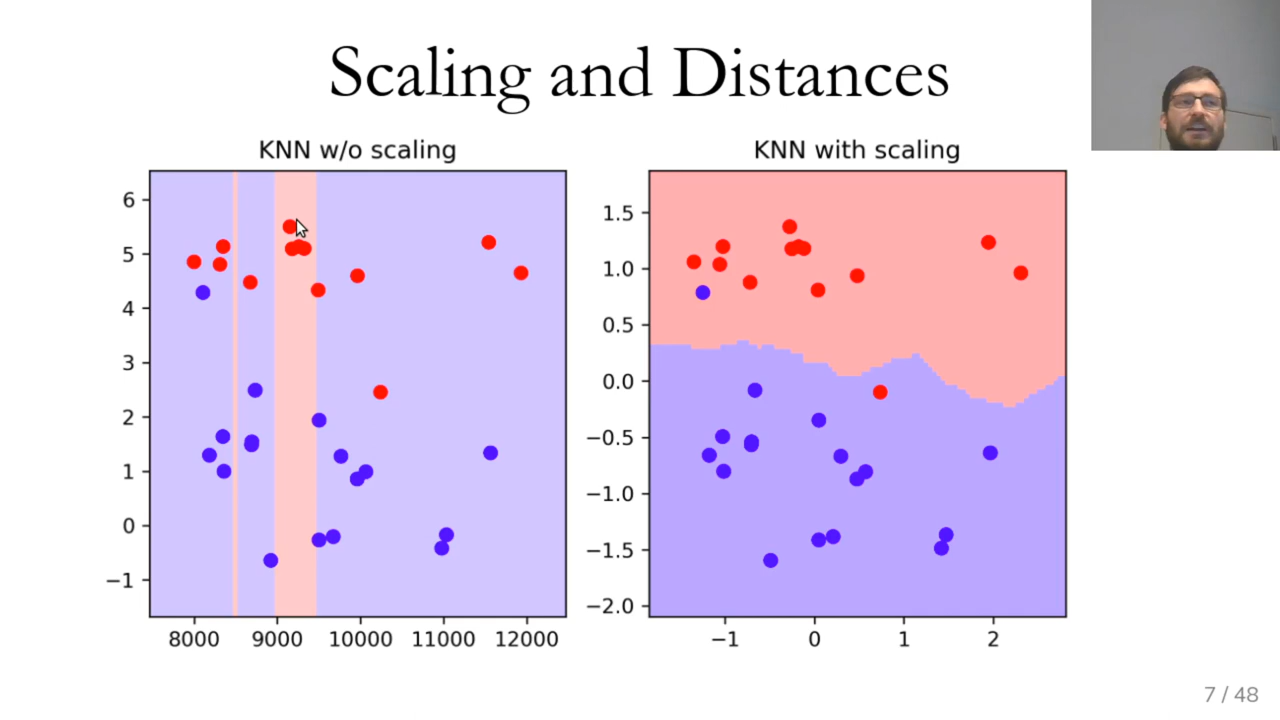 Scaling and Distances
KNN w/o scaling
6
5
4
3
2
1
0
−1
8000 9000 10000 11000 12000
KNN with scaling
1.5
1.0
0.5
0.0
−0.5
−1.0
−1.5
−2.0
−1 0 1 2
7 / 48